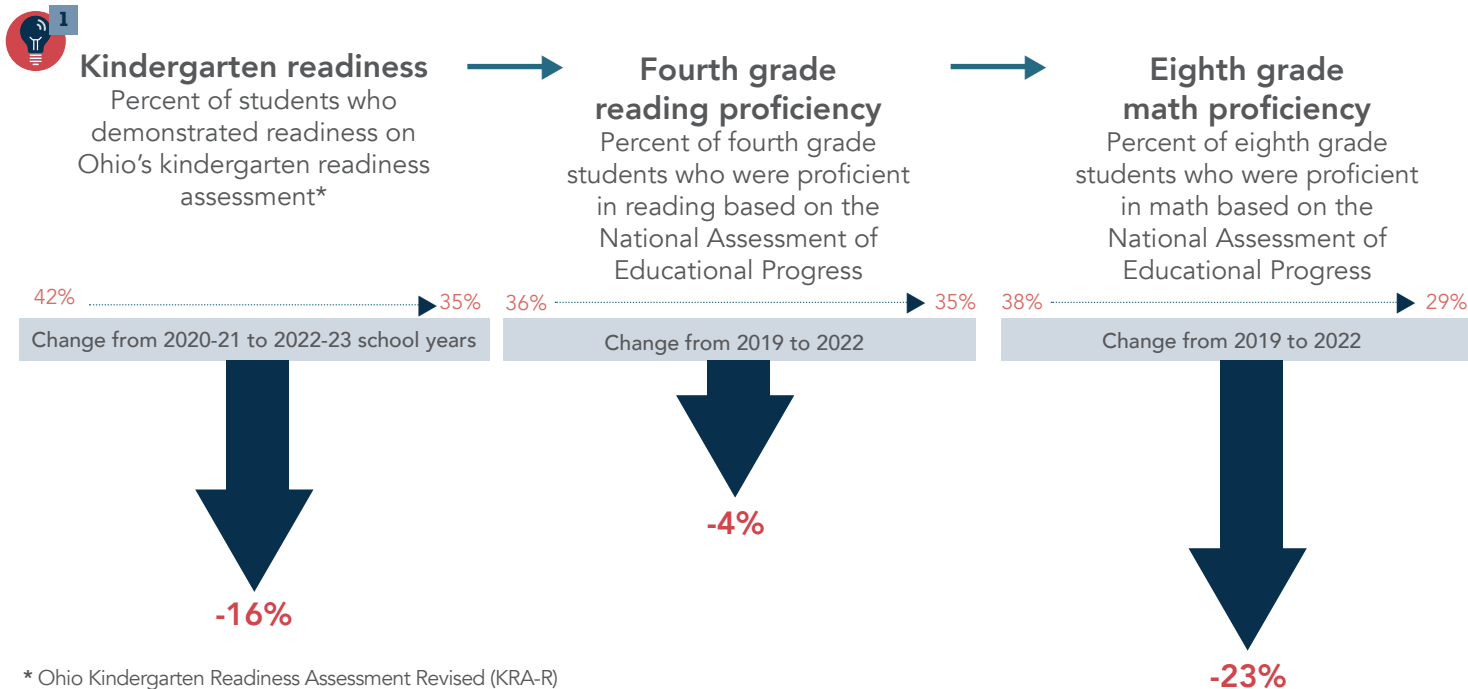 1
Kindergarten readiness
Percent of students who
demonstrated readiness on
Ohio's kindergarten readiness
assessment*
42%
35%
Change from 2020-21 to 2022-23 school years
-16%
Fourth grade
reading proficiency
Percent of fourth grade
students who were proficient
in reading based on the
National Assessment of
Educational Progress
36%
35%
Change from 2019 to 2022
-4%
Eighth grade
math proficiency
Percent of eighth grade
students who were proficient
in math based on the
National Assessment of
Educational Progress
38%
29%
Change from 2019 to 2022
-23%
* Ohio Kindergarten Readiness Assessment Revised (KRA-R)